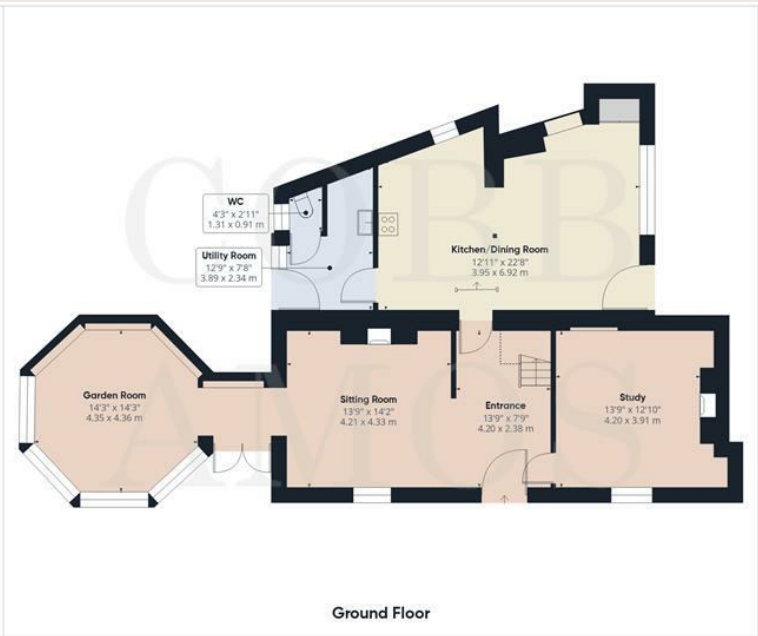 COBB
AMOS
WC
4'3" x 2'11"
1.31 x 0.91 m
Utility Room
12'9" x 7'8"
3.89 x 2.34 m
Kitchen/Dining Room
12'11" x 22'8"
3.95 x 6.92 m
Garden Room
14'3" x 14'3"
4.35 x 4.36 m
Sitting Room
13'9" x 14'2"
4.21 x 4.33 m
Entrance
13'9" x 7'9"
4.20 x 2.38 m
Study
13'9" x 12'10"
4.20 x 3.91 m
Ground Floor